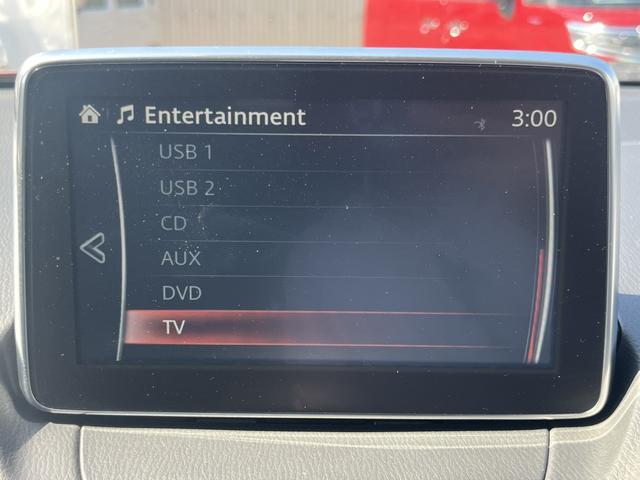 Entertainment 3:00
USB 1
USB 2
CD
AUX
DVD
TV